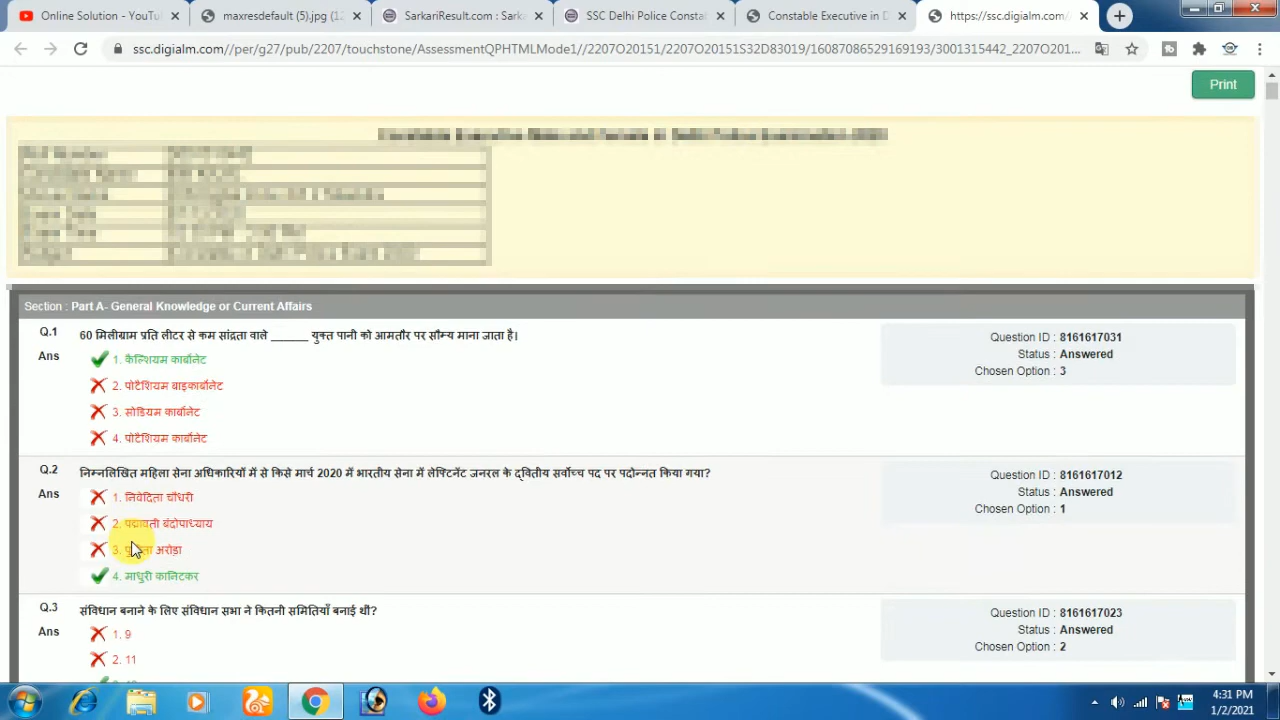 Online Solution - YouTu
maxresdefault (5).jpg (12
SarkariResult.com : Sark
SSC Delhi Police Consta
Constable Executive in D
https://ssc.digialm.com/
ssc.digialm.com//per/g27/pub/2207/touchstone/AssessmentQPHTMLMode1//2207O20151/2207O20151S32D83019/16087086529169193/3001315442_2207O201...
Print
Section : Part A- General Knowledge or Current Affairs
Q.1 60 मिलीग्राम प्रति लीटर से कम सांद्रता वाले ______ युक्त पानी को आमतौर पर सौम्य माना जाता है।
Ans
1. कैल्शियम कार्बोनेट
2. पोटैशियम बाइकार्बोनेट
3. सोडियम कार्बोनेट
4. पोटैशियम कार्बोनेट
Question ID : 8161617031
Status : Answered
Chosen Option : 3
Q.2 निम्नलिखित महिला सेना अधिकारियों में से किसे मार्च 2020 में भारतीय सेना में लेफ्टिनेंट जनरल के द्वितीय सर्वोच्च पद पर पदोन्नत किया गया?
Ans
1. निवेदिता चौधरी
2. पद्मावती बंदोपाध्याय
3. अरोड़ा
4. माधुरी कानिटकर
Question ID : 8161617012
Status : Answered
Chosen Option : 1
Q.3 संविधान बनाने के लिए संविधान सभा ने कितनी समितियाँ बनाई थीं?
Ans
1. 9
2. 11
Question ID : 8161617023
Status : Answered
Chosen Option : 2
4:31 PM
1/2/2021